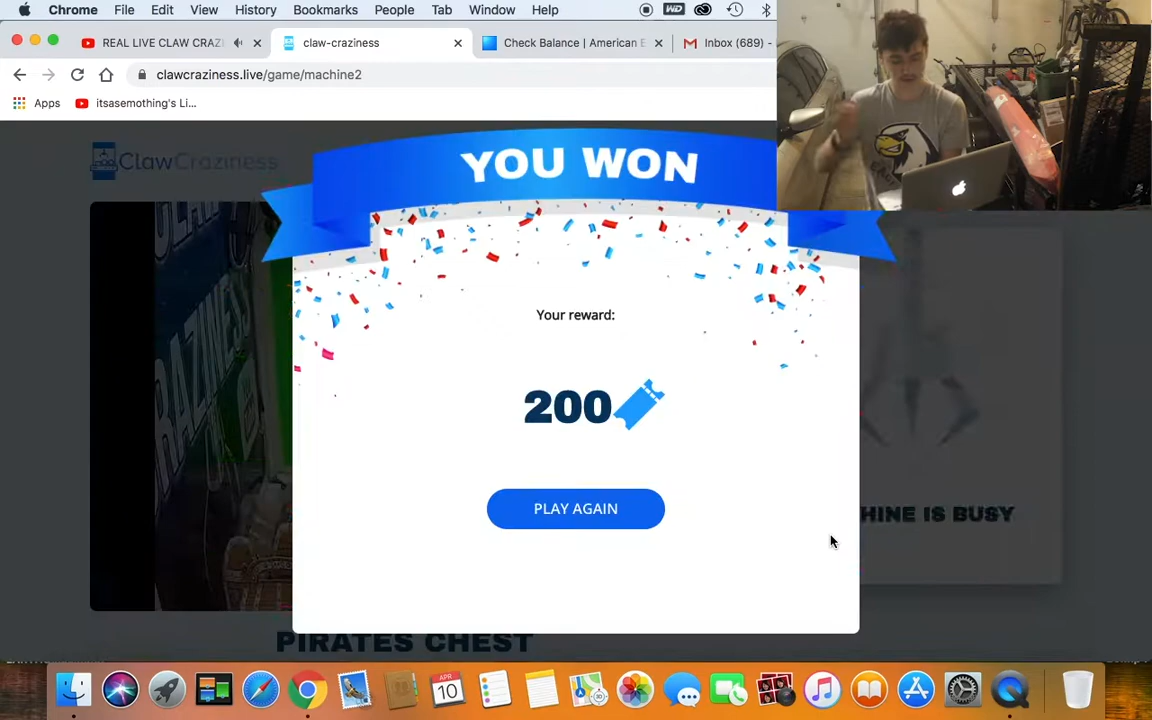 Chrome File Edit View History Bookmarks People Tab Window Help
REAL LIVE CLAW CRAZ
claw-craziness
Check Balance | American E
Inbox (689) -
clawcraziness.live/game/machine2
Apps
itsasemothing's Li...
ClawCraziness
YOU WON
Your reward:
200
PLAY AGAIN
HINE IS BUSY
PIRATES CHEST
APR
10